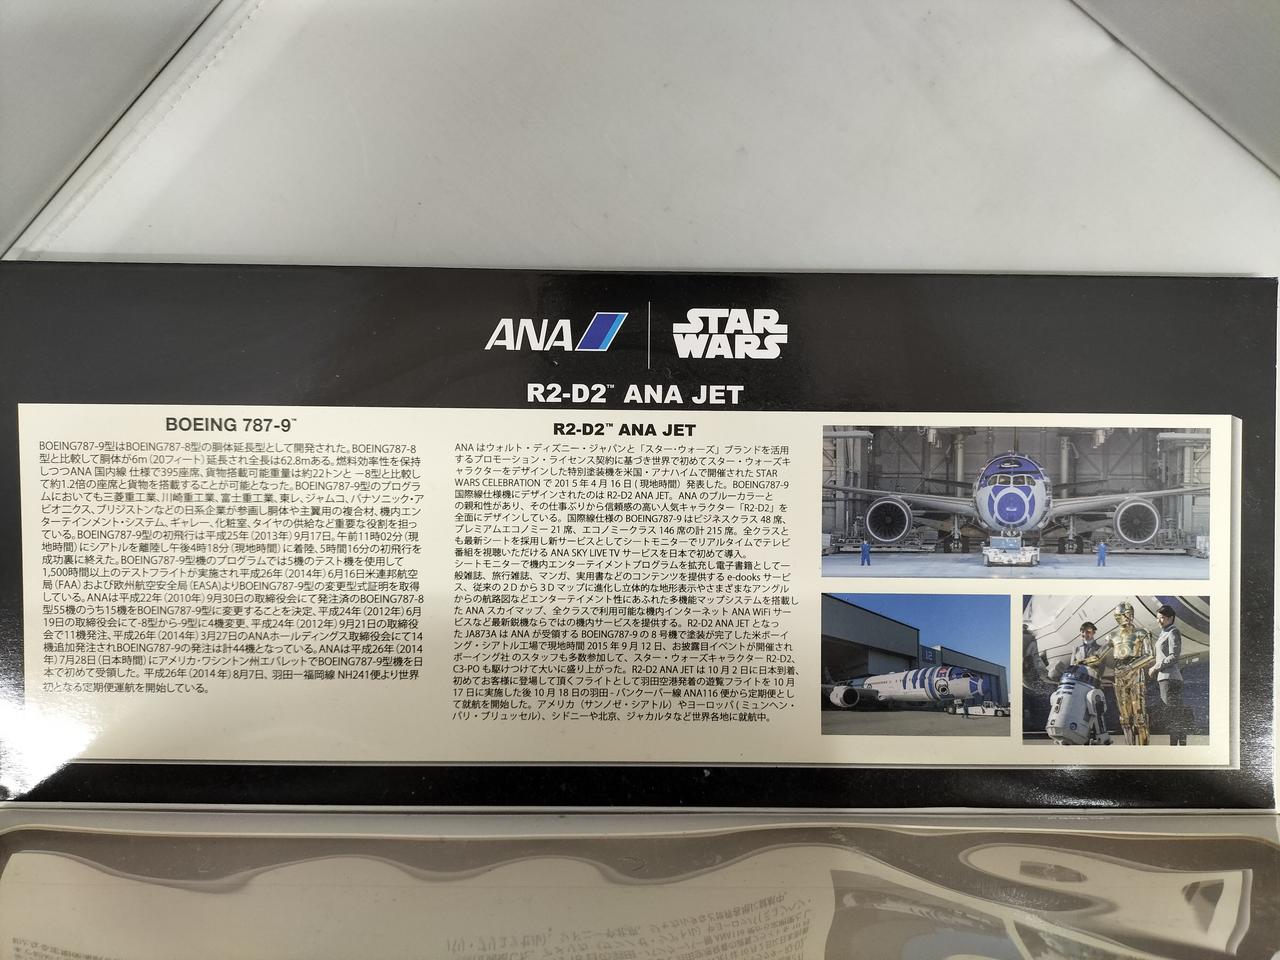 ANA
STAR
WARS
R2-D2™ ANA JET
BOEING 787-9™
BOEING787-9型はBOEING787-8型の胴体延長型として開発された。BOEING787-8
型と比較して胴体が6m(20フィート)延長され全長は62.8mある。燃料効率性を保持
しつつANA 国内線 仕様で395座席、貨物搭載可能重量は約22トンと ー8型と比較し
て約1.2倍の座席と貨物を搭載することが可能となった。BOEING787-9型のプログラ
ムにおいても三菱重工業、川崎重工業、富士重工業、東レ、ジャムコ、パナソニック・ア
ビオニクス、ブリジストンなどの日系企業が参画し胴体や主翼用の複合材、機内エン
ターテインメント・システム、ギャレー、化粧室、タイヤの供給など重要な役割を担っ
ている。BOEING787-9型の初飛行は平成25年(2013年)9月17日。午前11時02分(現
地時間)にシアトルを離陸し午後4時18分(現地時間)に着陸、5時間16分の初飛行を
成功裏に終えた。BOEING787-9型機のプログラムでは5機のテスト機を使用して
1,500時間以上のテストフライトが実施され平成26年(2014年)6月16日米連邦航空
局(FAA)および欧州航空安全局(EASA)よりBOEING787-9型の変更型式証明を取得
している。ANAは平成22年(2010年)9月30日の取締役会にて発注済のBOEING787-8
型55機のうち15機をBOEING787-9型に変更することを決定、平成24年(2012年)6月
19日の取締役会にて-8型から-9型に4機変更、平成24年(2012年)9月21日の取締役
会で11機発注、平成26年(2014年)3月27日のANAホールディングス取締役会にて14
機追加発注されBOEING787-9の発注は計44機となっている。ANAは平成26年(2014
年)7月28日(日本時間)にアメリカ・ワシントン州エバレットでBOEING787-9型機を日
本で初めて受領した。平成26年(2014年)8月7日、羽田ー福岡線 NH241便より世界
初となる定期便運航を開始している。
R2-D2™ ANA JET
ANA はウォルト・ディズニー・ジャパンと「スター・ウォーズ」ブランドを活用
するプロモーション・ライセンス契約に基づき世界で初めてスター・ウォーズキ
ャラクターをデザインした特別塗装機を米国・アナハイムで開催された STAR
WARS CELEBRATION で 2015 年 4 月 16 日 (現地時間) 発表した。BOEING787-9
国際線仕様機にデザインされたのは R2-D2 ANA JET。ANA のブルーカラーと
の親和性があり、その仕事ぶりから信頼感の高い人気キャラクター「R2-D2」を
全面にデザインしている。国際線仕様の BOEING787-9 はビジネスクラス 48 席、
プレミアムエコノミー 21 席、エコノミークラス 146 席の計 215 席。全クラスと
も最新シートを採用し新サービスとしてシートモニターでリアルタイムでテレビ
番組を視聴いただける ANA SKY LIVE TV サービスを日本で初めて導入。
シートモニターで機内エンターテイメントプログラムを拡充し電子書籍として一
般雑誌、旅行雑誌、マンガ、実用書などのコンテンツを提供する e-dooks サービ
ス、従来の 2D から 3D マップに進化し立体的な地形表示やさまざまなアングル
からの航路図などエンターテイメント性にあふれた多機能マップシステムを搭載し
た ANA スカイマップ、全クラスで利用可能な機内インターネット ANA WiFi サー
ビスなど最新鋭機ならではの機内サービスを提供する。R2-D2 ANA JET となっ
た JA873A は ANA が受領する BOEING787-9 の 8 号機で塗装が完了した米ボーイ
ング・シアトル工場で現地時間 2015 年 9 月 12 日、お披露目イベントが開催され
ボーイング社のスタッフも多数参加して、スター・ウォーズキャラクター R2-D2、
C3-PO も駆けつけて大いに盛り上がった。R2-D2 ANA JET は 10 月 2 日に日本到着、
初めてお客様に登場して頂くフライトとして羽田空港発着の遊覧フライトを 10 月
17 日に実施した後 10 月 18 日の羽田 - バンクーバー線 ANA116 便から定期便とし
て就航を開始した。アメリカ (サンノゼ・シアトル) やヨーロッパ (ミュンヘン・
パリ・ブリュッセル)、シドニーや北京、ジャカルタなど世界各地に就航中。